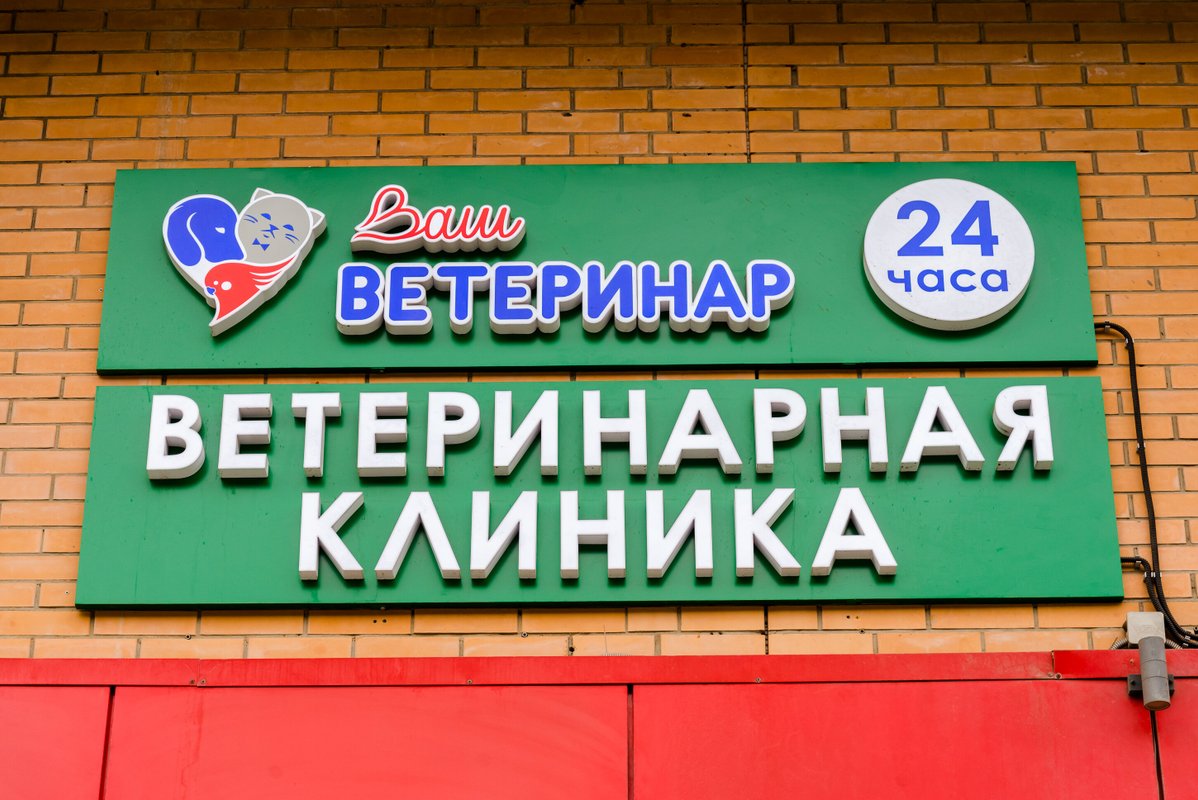 Ваш
ВЕТЕРИНАР
24
часа
ВЕТЕРИНАРНАЯ
КЛИНИКА